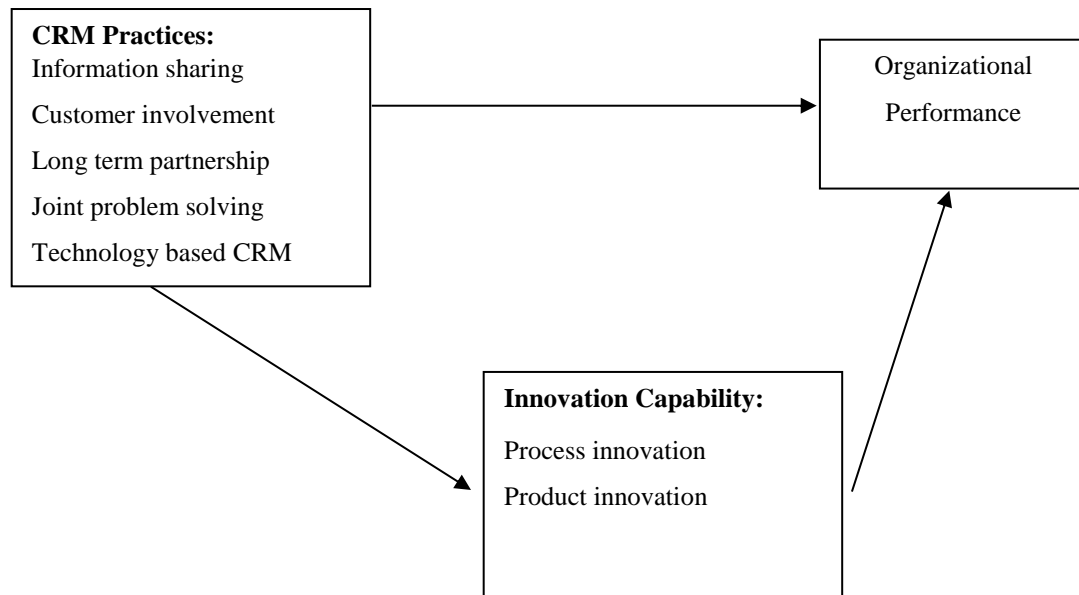 CRM Practices:
Information sharing
Customer involvement
Long term partnership
Joint problem solving
Technology based CRM
Organizational
Performance
Innovation Capability:
Process innovation
Product innovation